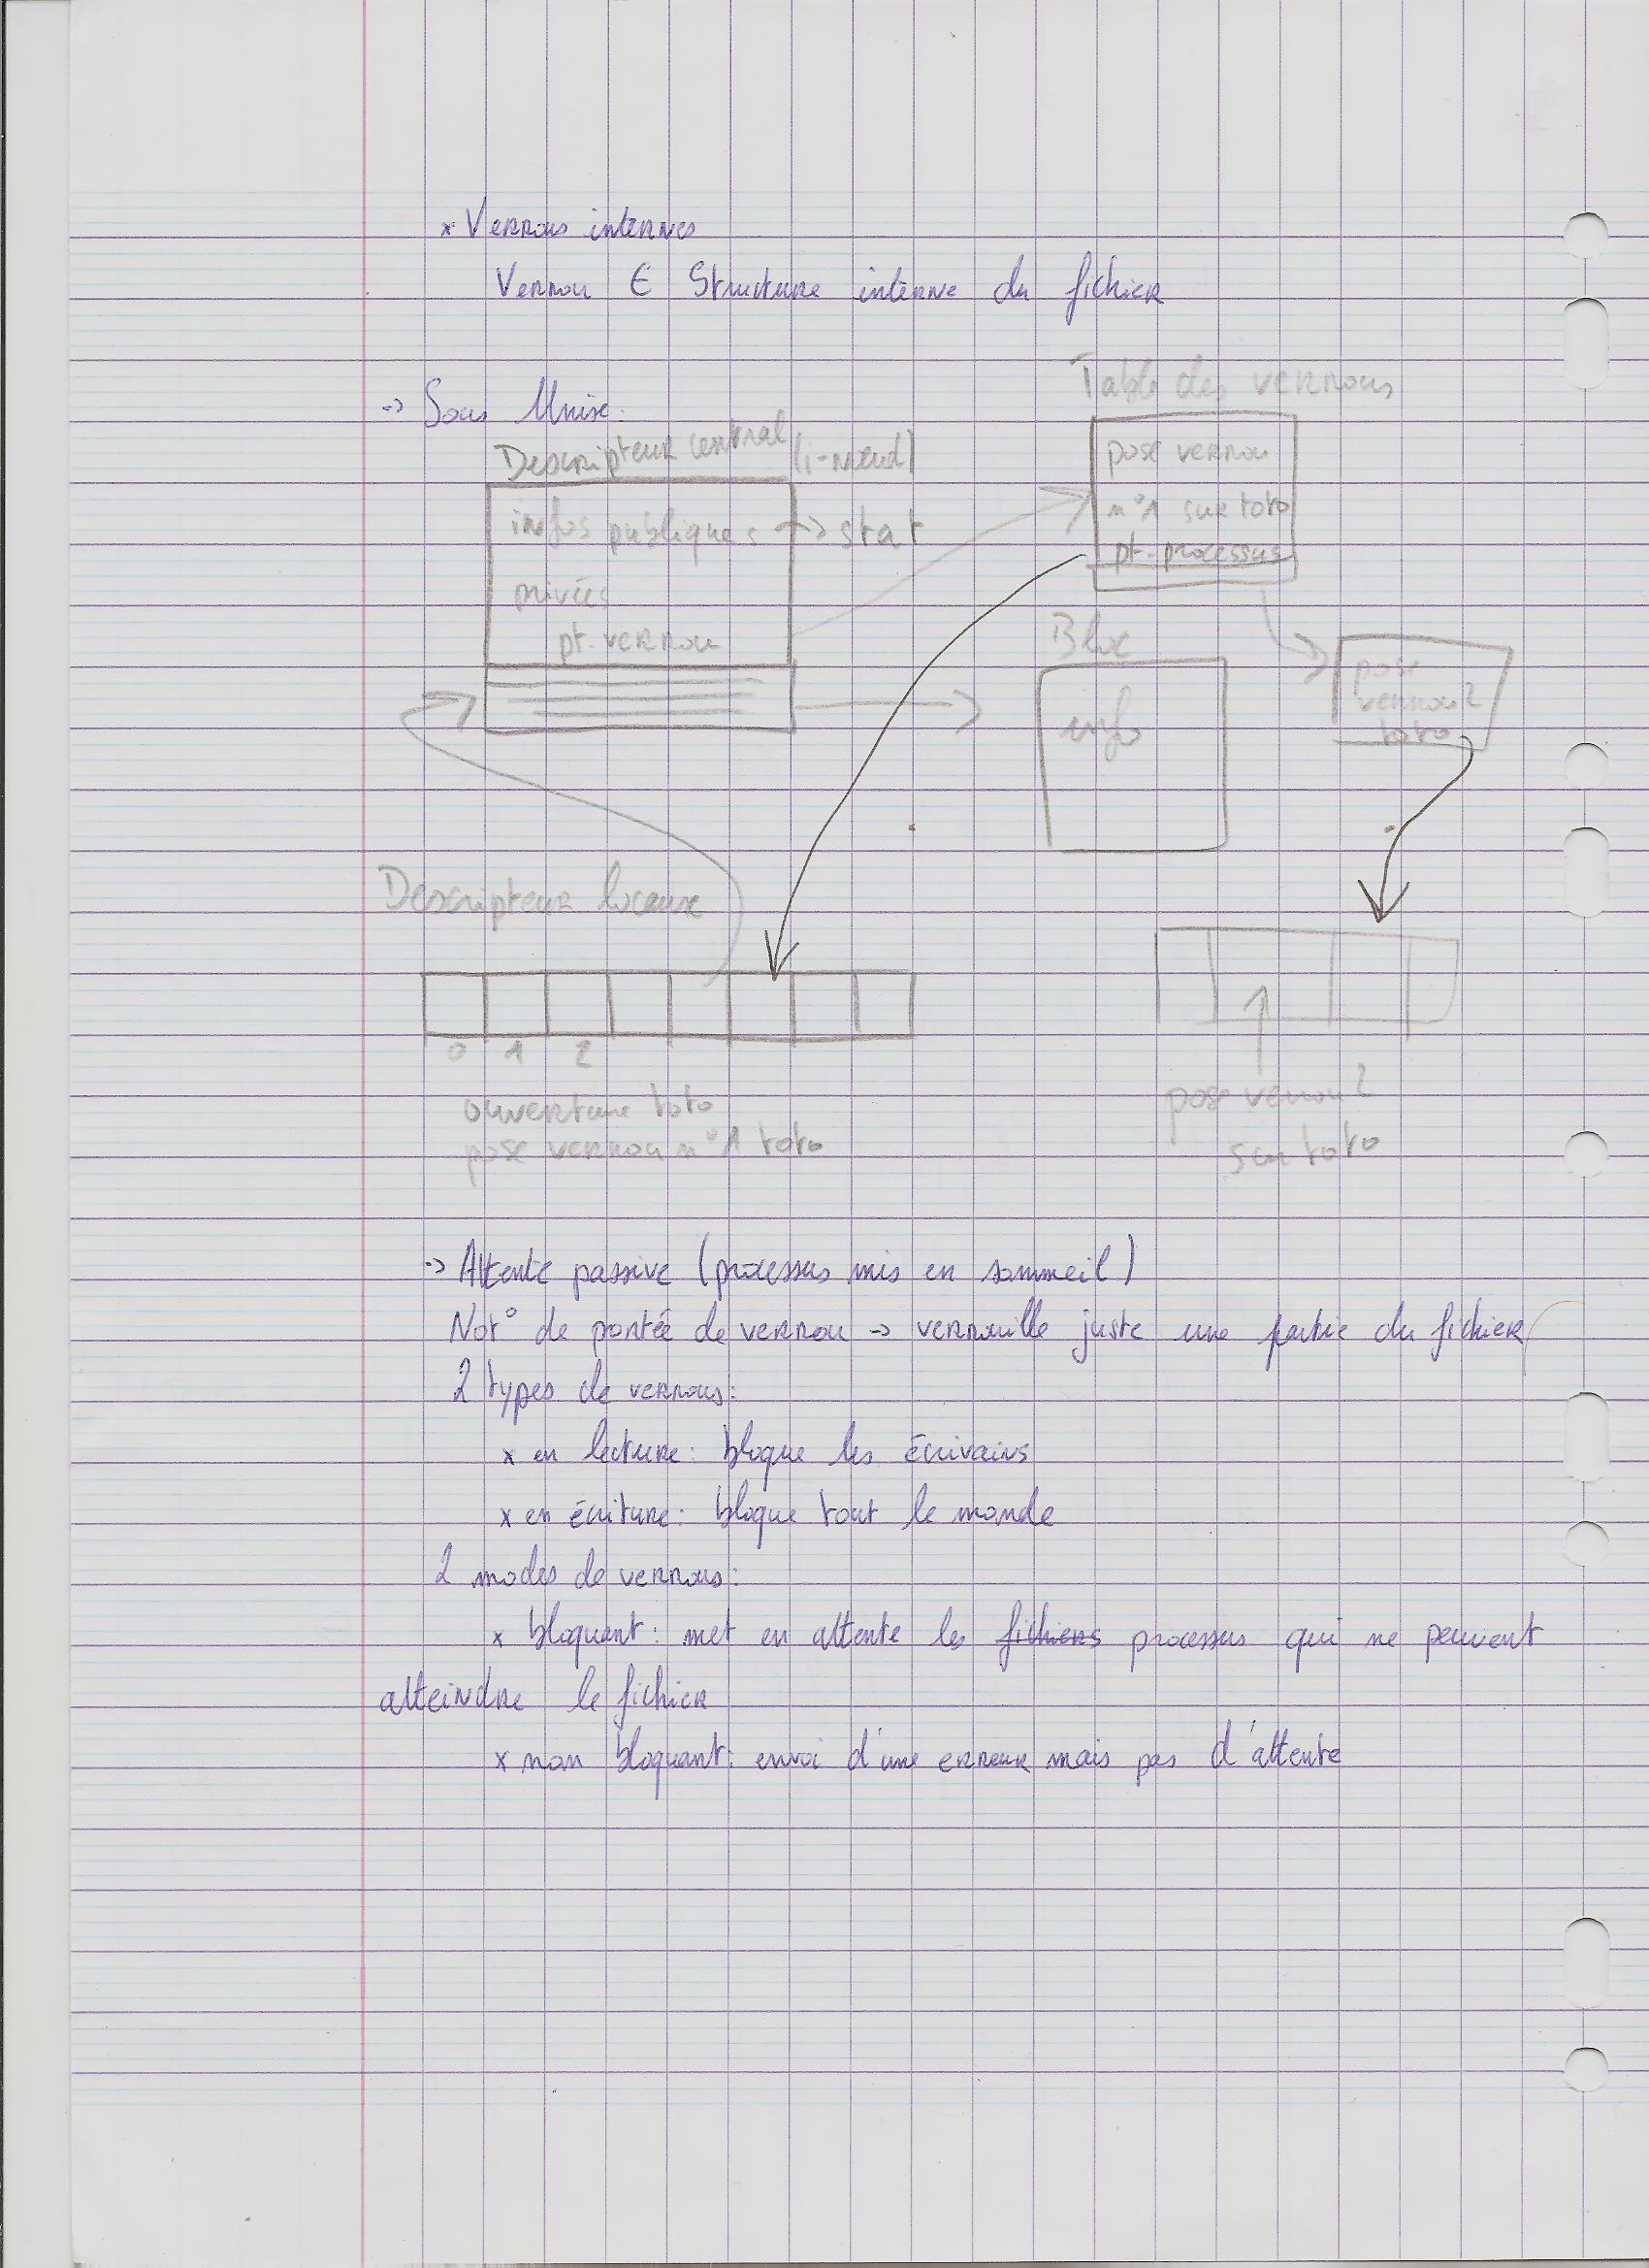 x Verrous internes
Verrou ∈ Structure interne du fichier
-> Sous Unix:
Table des verrous
Descripteur central (i-nœud)
pose verrou
n°1 sur toto
pt. processus
infos publiques -> stat
privées
pt. verrou
Bloc
info
pose
verrou 2
toto
Descripteur locaux
0 1 2
ouverture toto
pose verrou n°1 toto
pose verrou 2
sur toto
-> Attente passive (processus mis en sommeil)
Not° de portée de verrou -> verrouille juste une partie du fichier
2 types de verrous:
x en lecture: bloque les écrivains
x en écriture: bloque tout le monde
2 modes de verrous:
x bloquant: met en attente les fichiers processus qui ne peuvent
atteindre le fichier
x non bloquant: envoi d'une erreur mais pas d'attente